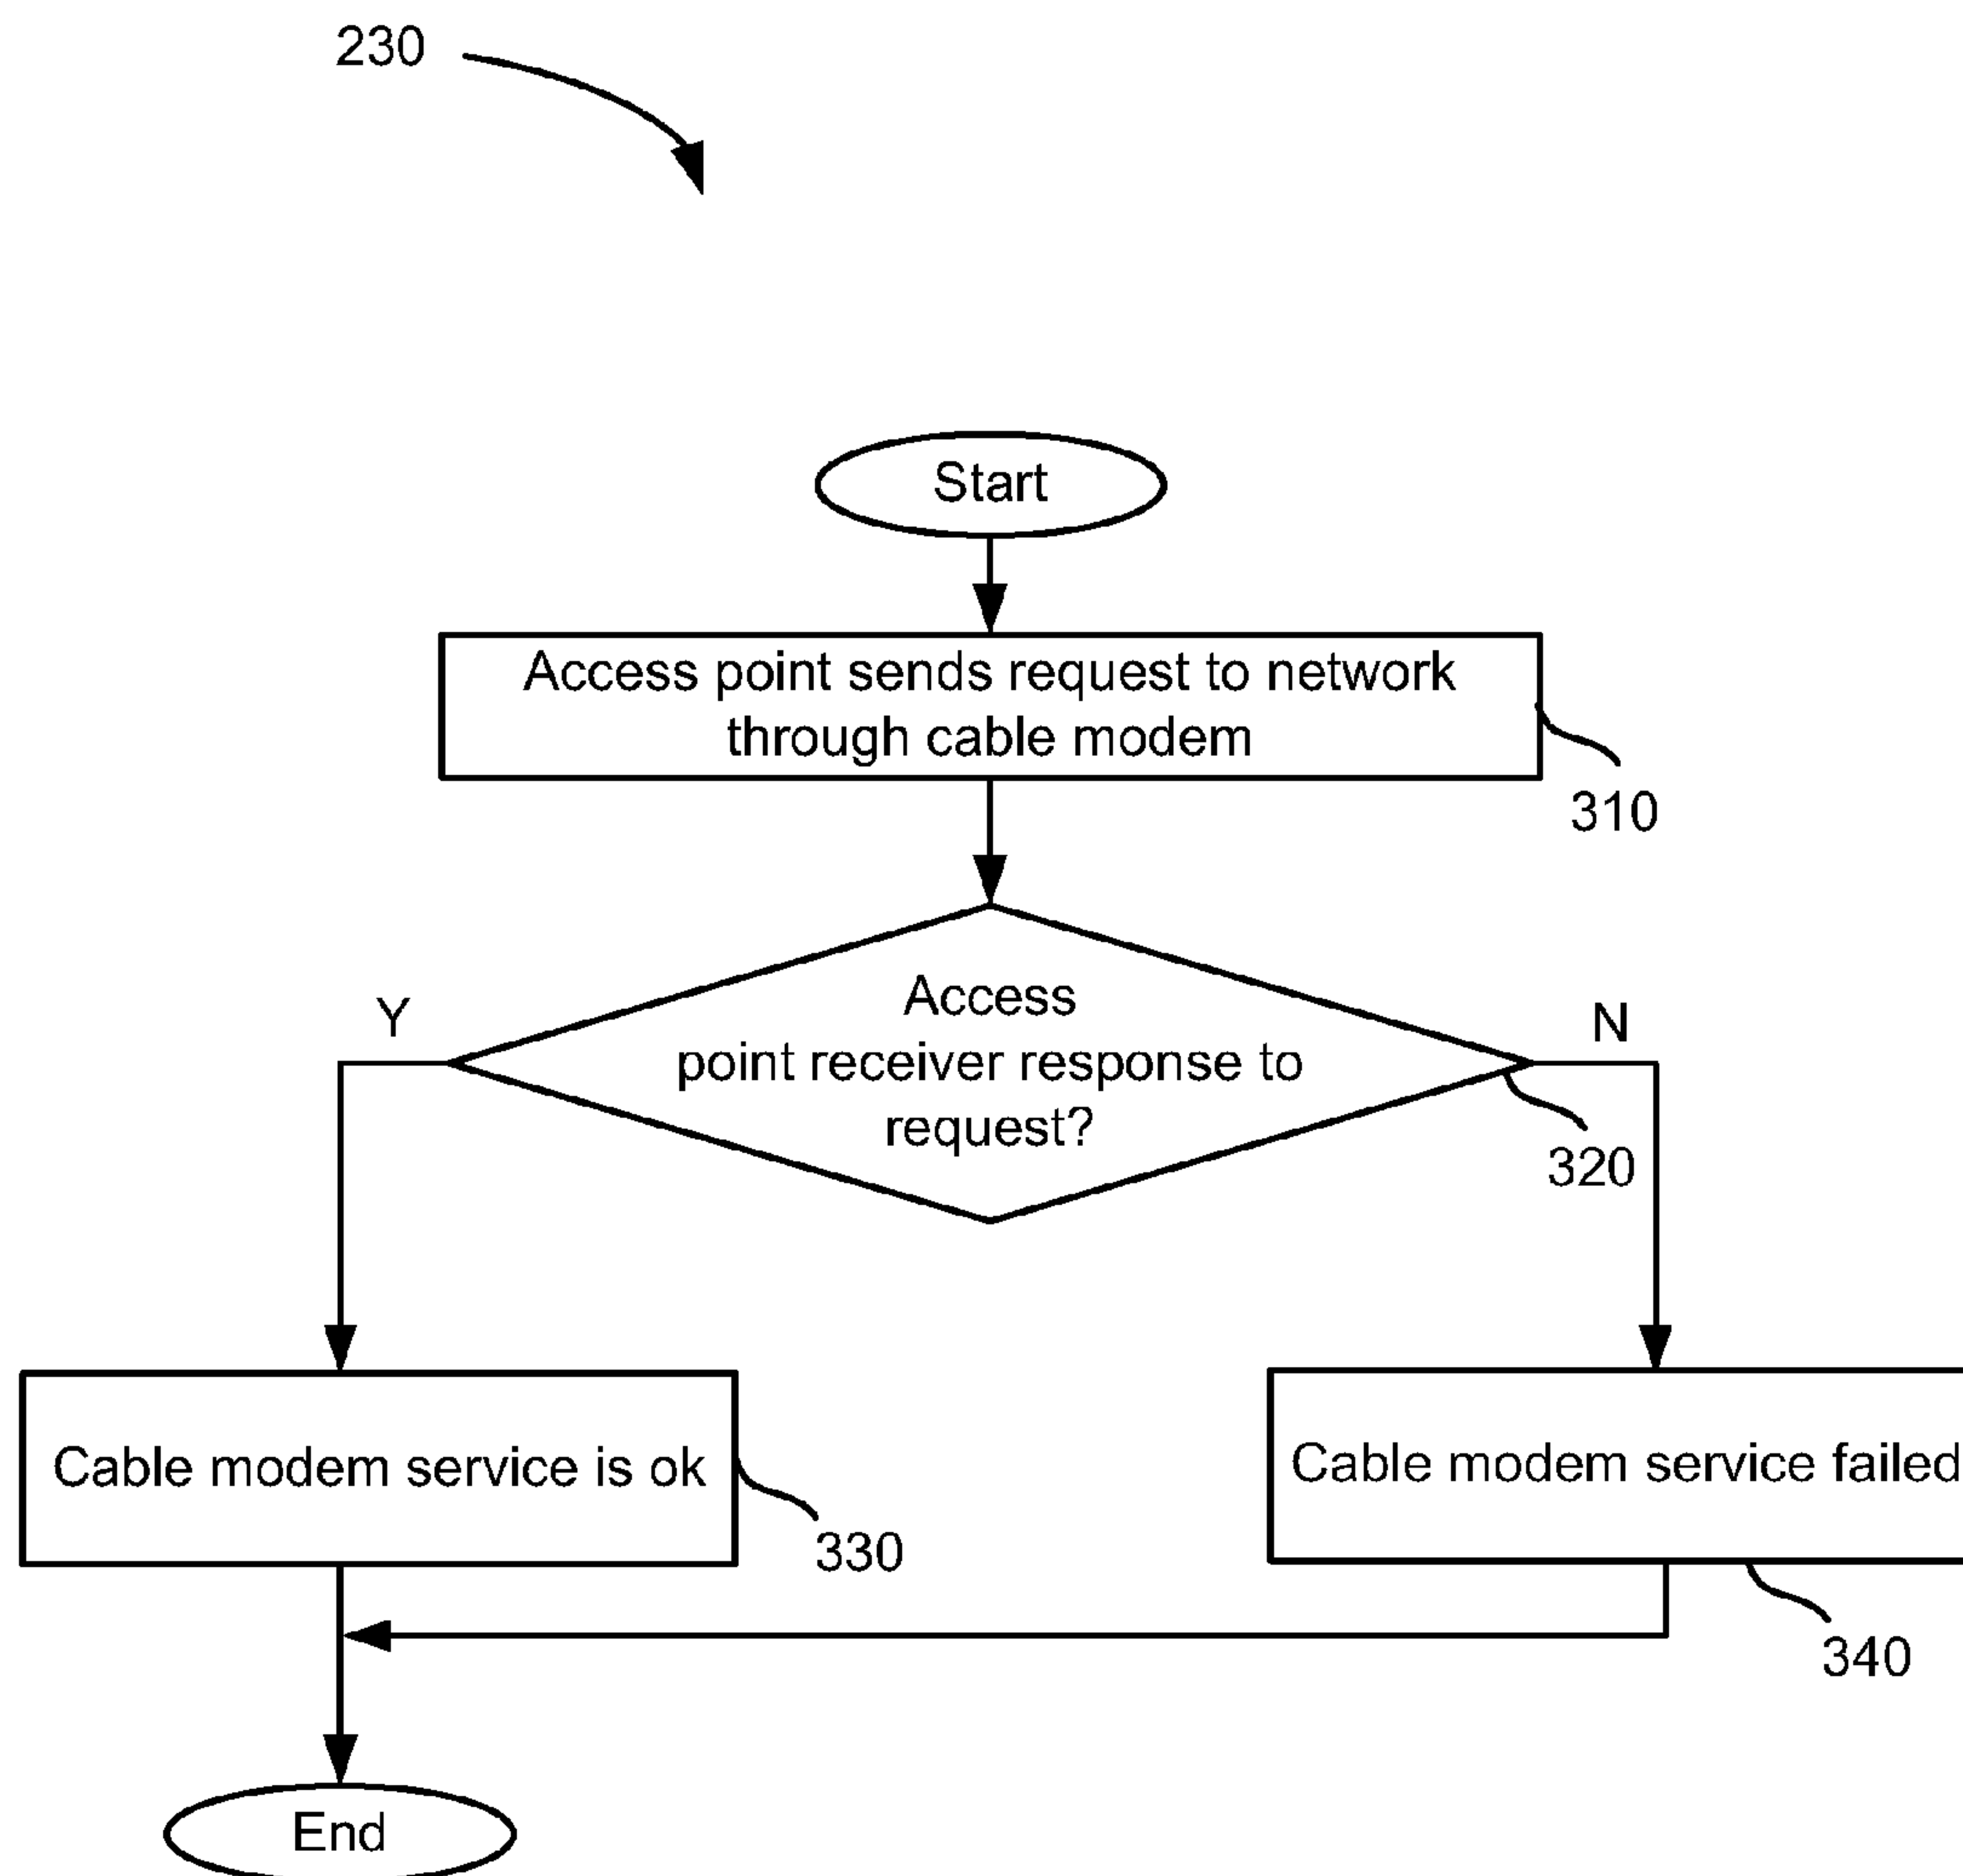 230
Start
Access point sends request to network
through cable modem
310
Access
point receiver response to
request?
Y
N
320
Cable modem service is ok
330
Cable modem service failed
340
End